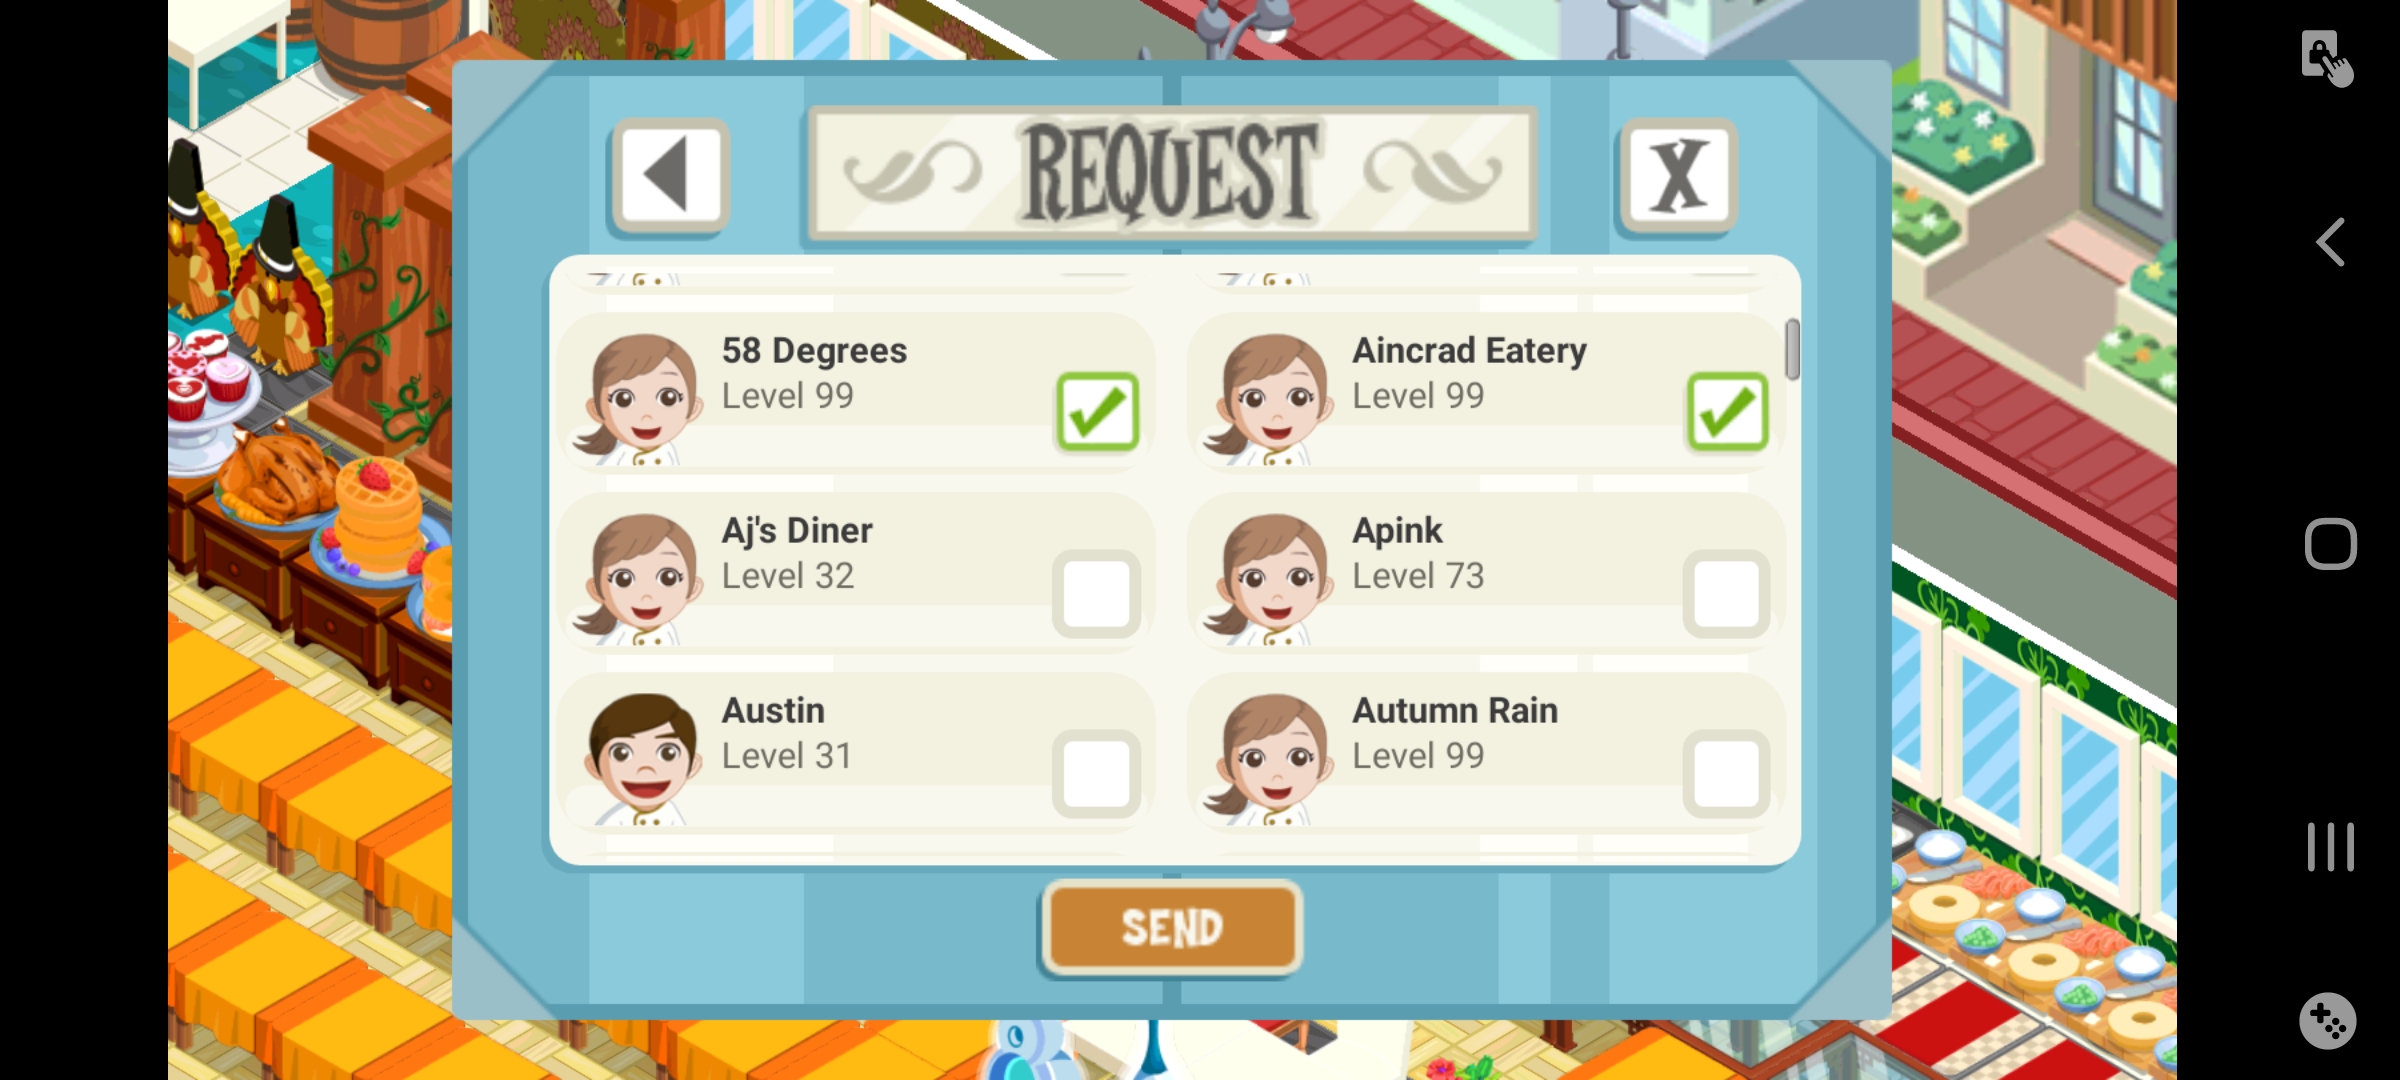 REQUEST
X
58 Degrees
Level 99
Aincrad Eatery
Level 99
Aj's Diner
Level 32
Apink
Level 73
Austin
Level 31
Autumn Rain
Level 99
SEND